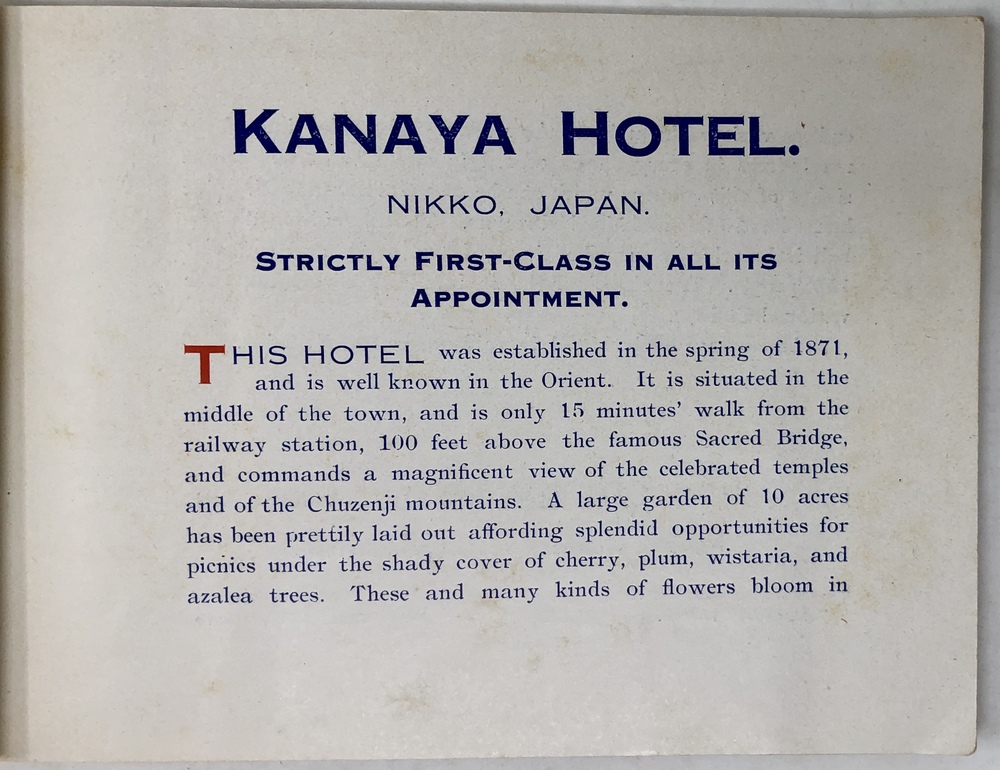 KANAYA HOTEL.
NIKKO, JAPAN.
STRICTLY FIRST-CLASS IN ALL ITS
APPOINTMENT.
THIS HOTEL was established in the spring of 1871,
and is well known in the Orient. It is situated in the
middle of the town, and is only 15 minutes' walk from the
railway station, 100 feet above the famous Sacred Bridge,
and commands a magnificent view of the celebrated temples
and of the Chuzenji mountains. A large garden of 10 acres
has been prettily laid out affording splendid opportunities for
picnics under the shady cover of cherry, plum, wistaria, and
azalea trees. These and many kinds of flowers bloom in